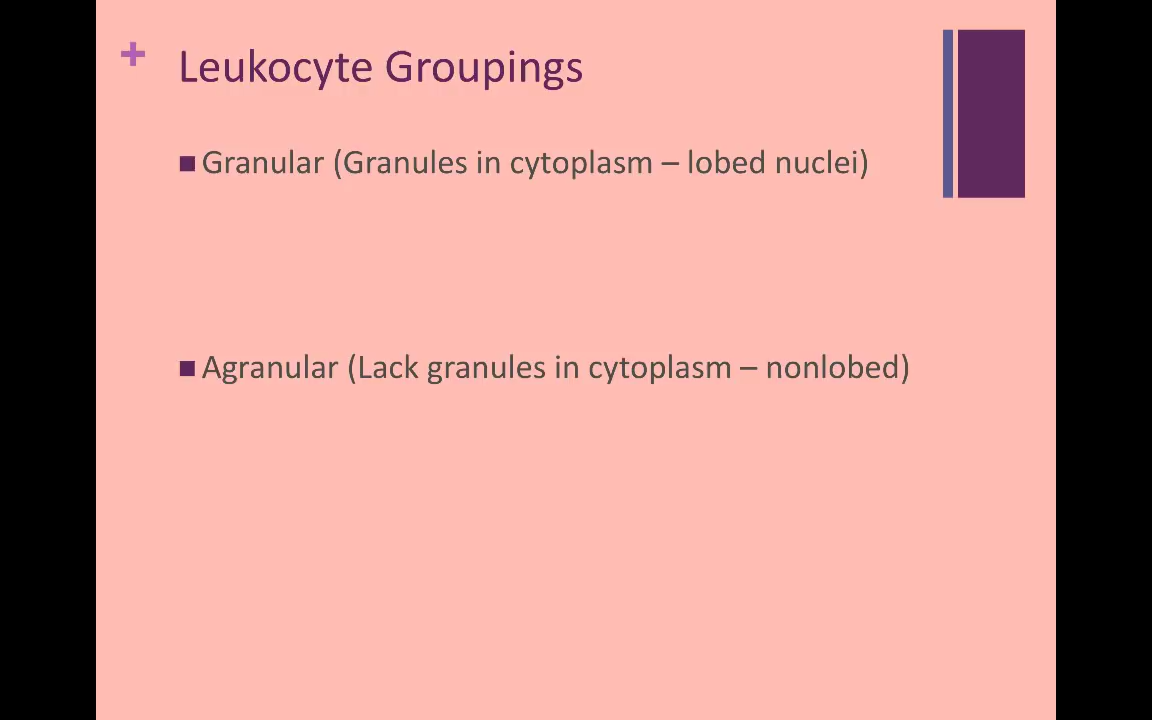 + Leukocyte Groupings
■ Granular (Granules in cytoplasm – lobed nuclei)
■ Agranular (Lack granules in cytoplasm – nonlobed)